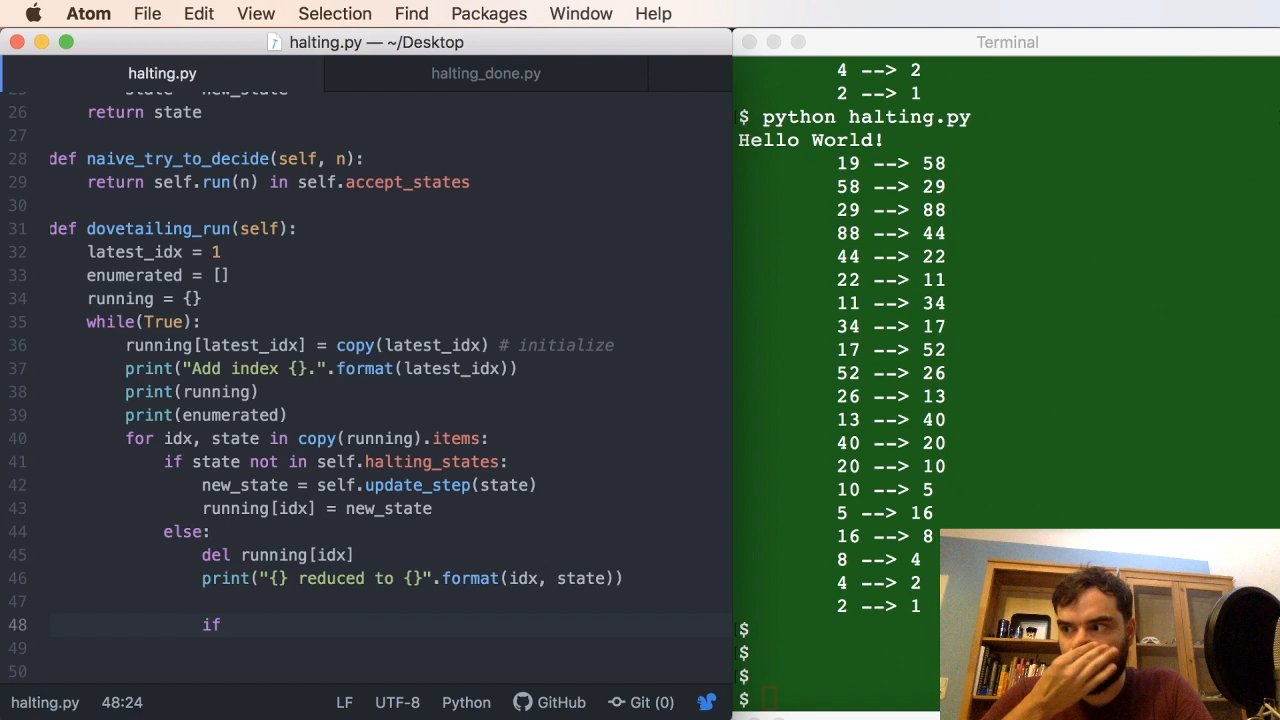 Atom File Edit View Selection Find Packages Window Help
halting.py — ~/Desktop
halting.py
halting_done.py
26 return state
27
28 def naive_try_to_decide(self, n):
29 return self.run(n) in self.accept_states
30
31 def dovetailing_run(self):
32 latest_idx = 1
33 enumerated = []
34 running = {}
35 while(True):
36 running[latest_idx] = copy(latest_idx) # initialize
37 print("Add index {}.".format(latest_idx))
38 print(running)
39 print(enumerated)
40 for idx, state in copy(running).items:
41 if state not in self.halting_states:
42 new_state = self.update_step(state)
43 running[idx] = new_state
44 else:
45 del running[idx]
46 print("{} reduced to {}".format(idx, state))
47
48 if
49
50
halting.py 48:24 LF UTF-8 Python GitHub Git (0)
Terminal
4 --> 2
2 --> 1
$ python halting.py
Hello World!
19 --> 58
58 --> 29
29 --> 88
88 --> 44
44 --> 22
22 --> 11
11 --> 34
34 --> 17
17 --> 52
52 --> 26
26 --> 13
13 --> 40
40 --> 20
20 --> 10
10 --> 5
5 --> 16
16 --> 8
8 --> 4
4 --> 2
2 --> 1
$
$
$
$